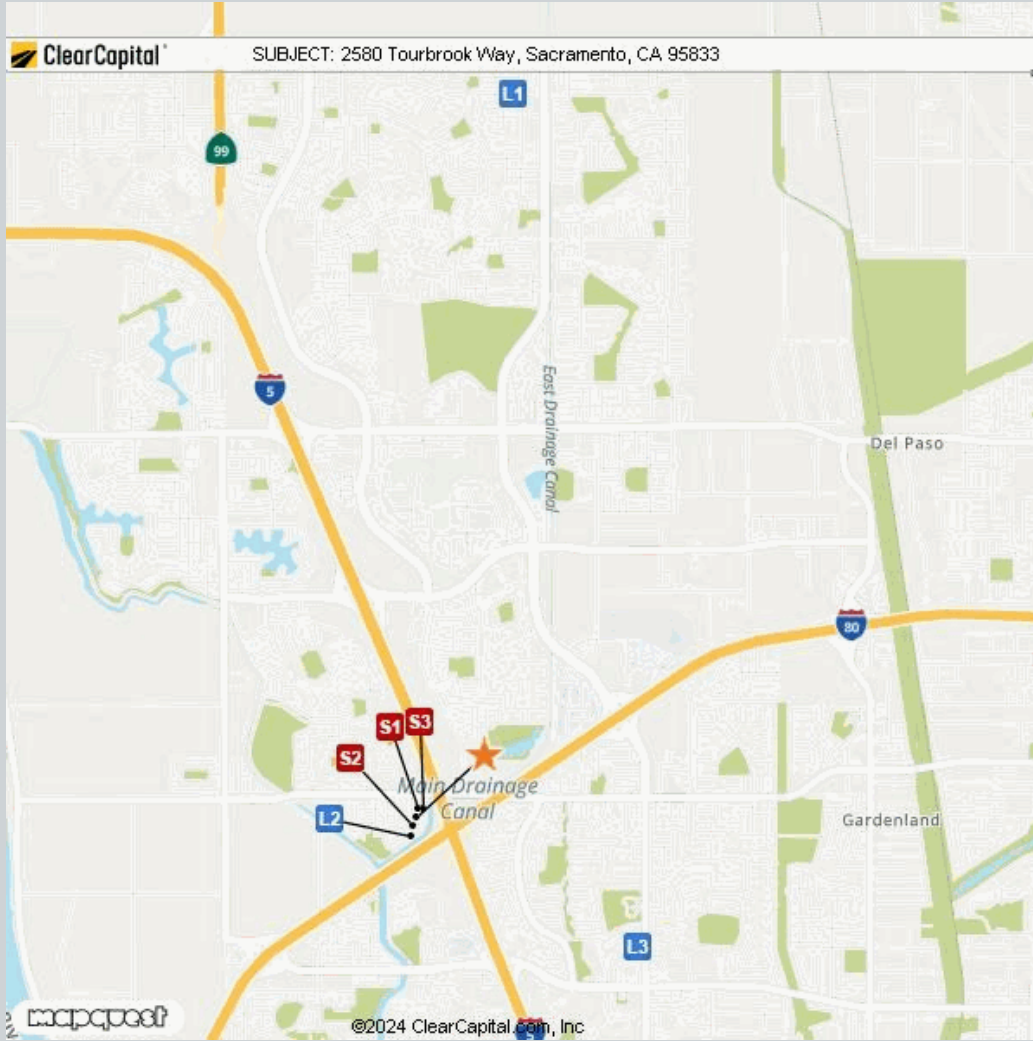 ClearCapital
SUBJECT: 2580 Tourbrook Way, Sacramento, CA 95833
L1
99
5
East Drainage Canal
Del Paso
80
S1
S3
S2
Main Drainage
Canal
L2
Gardenland
L3
mapquest
©2024 ClearCapital.com, Inc
5